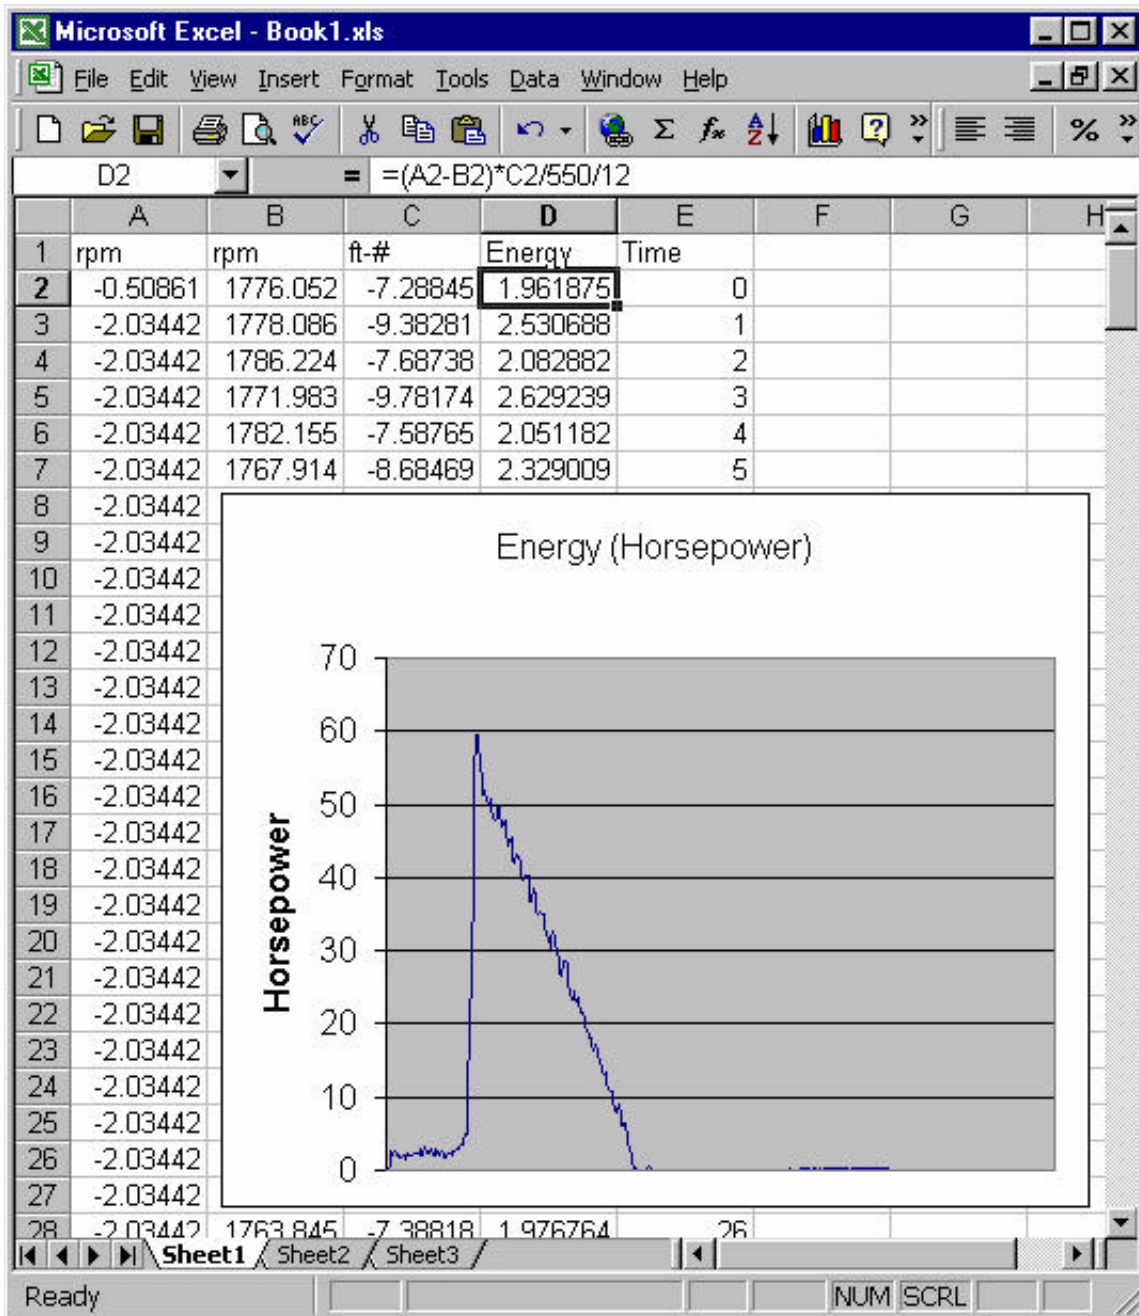 Microsoft Excel - Book1.xls
File Edit View Insert Format Tools Data Window Help
ABC Σ fx A Z ? » % »
D2 = =(A2-B2)*C2/550/12
A B C D E F G H
1 rpm rpm ft-# Energy Time
2 -0.50861 1776.052 -7.28845 1.961875 0
3 -2.03442 1778.086 -9.38281 2.530688 1
4 -2.03442 1786.224 -7.68738 2.082882 2
5 -2.03442 1771.983 -9.78174 2.629239 3
6 -2.03442 1782.155 -7.58765 2.051182 4
7 -2.03442 1767.914 -8.68469 2.329009 5
8 -2.03442
9 -2.03442
10 -2.03442
11 -2.03442
12 -2.03442
13 -2.03442
14 -2.03442
15 -2.03442
16 -2.03442
17 -2.03442
18 -2.03442
19 -2.03442
20 -2.03442
21 -2.03442
22 -2.03442
23 -2.03442
24 -2.03442
25 -2.03442
26 -2.03442
27 -2.03442
28 -2.03442 1763.845 -7.38818 1.976764 26
Energy (Horsepower)
Horsepower
70
60
50
40
30
20
10
0
Sheet1 Sheet2 Sheet3
Ready NUM SCRL